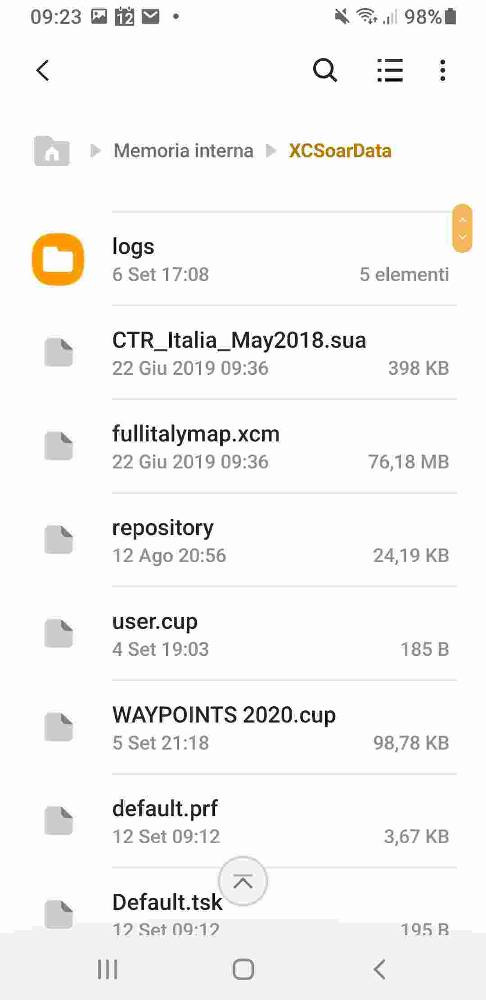 09:23 12 98%
Memoria interna XCSoarData
logs
6 Set 17:08 5 elementi
CTR_Italia_May2018.sua
22 Giu 2019 09:36 398 KB
fullitalymap.xcm
22 Giu 2019 09:36 76,18 MB
repository
12 Ago 20:56 24,19 KB
user.cup
4 Set 19:03 185 B
WAYPOINTS 2020.cup
5 Set 21:18 98,78 KB
default.prf
12 Set 09:12 3,67 KB
Default.tsk
12 Set 09:12 195 B